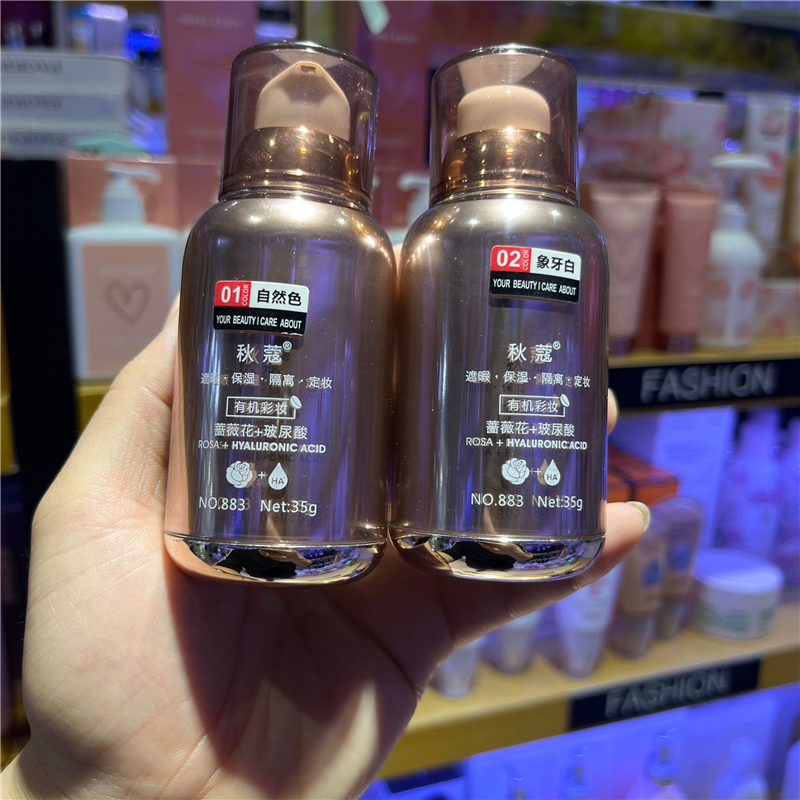 01 COLOR 自然色
YOUR BEAUTY I CARE ABOUT
秋蔻®
遮暇·保湿·隔离·定妆
有机彩妆
蔷薇花+玻尿酸
ROSA + HYALURONIC ACID
+ HA
NO.883 Net:35g
02 COLOR 象牙白
YOUR BEAUTY I CARE ABOUT
秋蔻®
遮暇·保湿·隔离·定妆
有机彩妆
蔷薇花+玻尿酸
ROSA + HYALURONIC ACID
+ HA
NO.883 Net:35g
FASHION
FASHION